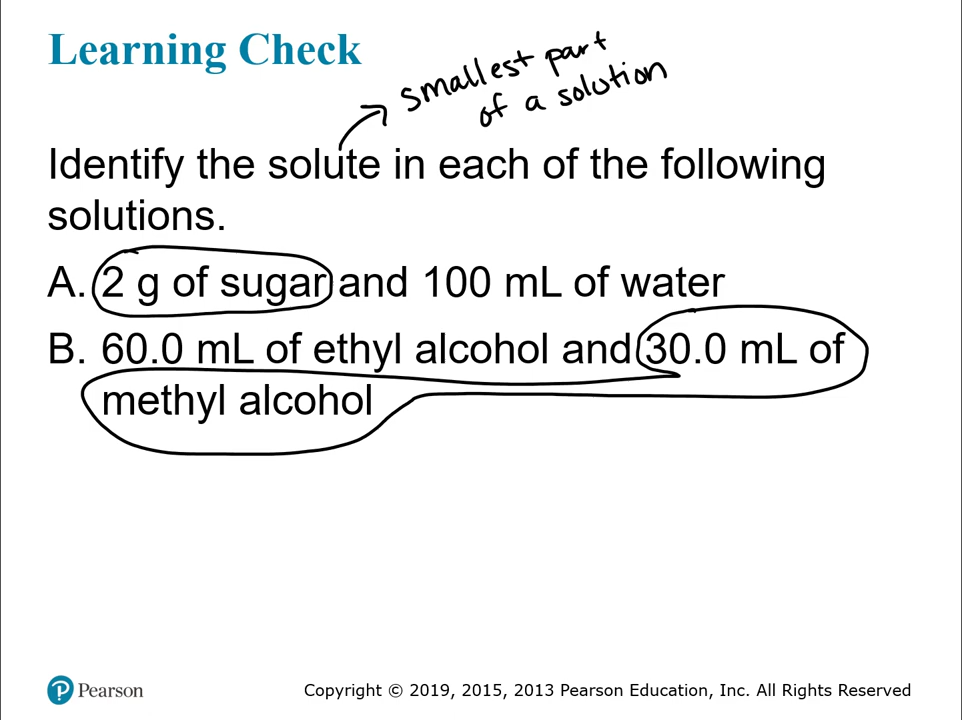 Learning Check
smallest part
of a solution
Identify the solute in each of the following
solutions.
A. 2 g of sugar and 100 mL of water
B. 60.0 mL of ethyl alcohol and 30.0 mL of
methyl alcohol
Pearson
Copyright © 2019, 2015, 2013 Pearson Education, Inc. All Rights Reserved